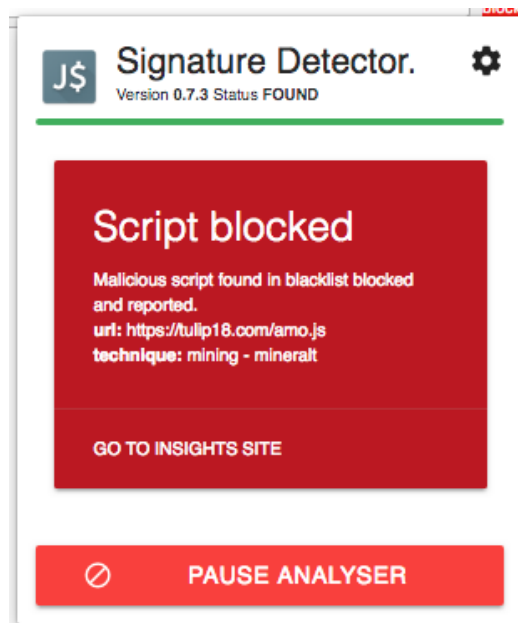 block
J$
Signature Detector.
Version 0.7.3 Status FOUND
Script blocked
Malicious script found in blacklist blocked
and reported.
url: https://tulip18.com/amo.js
technique: mining - mineralt
GO TO INSIGHTS SITE
PAUSE ANALYSER